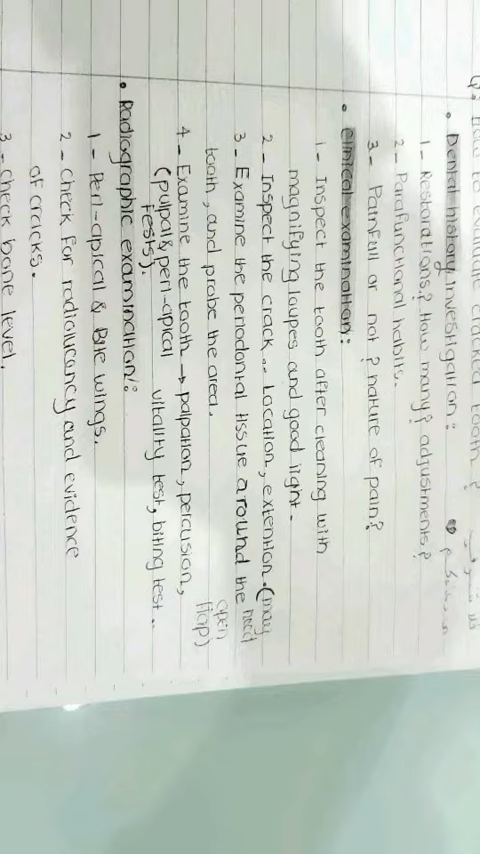 Q: How to evaluate cracked tooth ?
• Dental history investigation :
1 - Restorations? How many? adjustments?
2 - Parafunctional habits.
3 - Painfull or not ? nature of pain?
• Clinical examination :
1 - Inspect the tooth after cleaning with
magnifying loupes and good light.
2 - Inspect the crack .. Location, extention. (may
3 - Examine the periodontal tissue around the need
tooth, and probe the area. open
flap)
4 - Examine the tooth → palpation, percusion,
(pulpal & peri-apical vitality test, biting test ..
tests).
• Radiographic examination :
1 - Peri-apical & Bite wings.
2 - Check for radiolucency and evidence
of cracks.
3 - Check bone level,